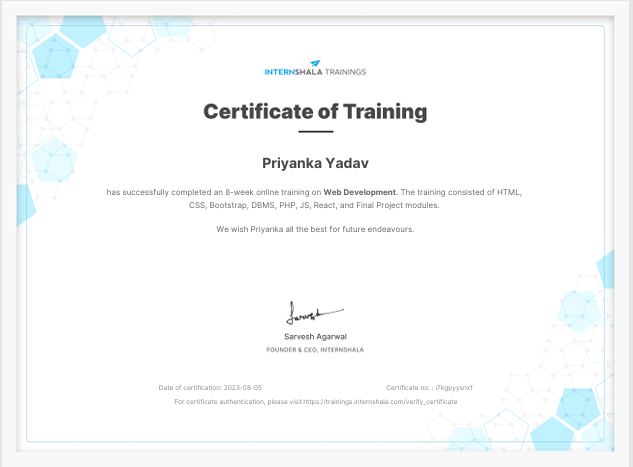 INTERNSHALA TRAININGS
Certificate of Training
Priyanka Yadav
has successfully completed an 8-week online training on Web Development. The training consisted of HTML,
CSS, Bootstrap, DBMS, PHP, JS, React, and Final Project modules.
We wish Priyanka all the best for future endeavours.
Sarvesh
Sarvesh Agarwal
FOUNDER & CEO, INTERNSHALA
Date of certification: 2023-08-05 Certificate no. : i7kgpyysnxf
For certificate authentication, please visit https://trainings.internshala.com/verify_certificate